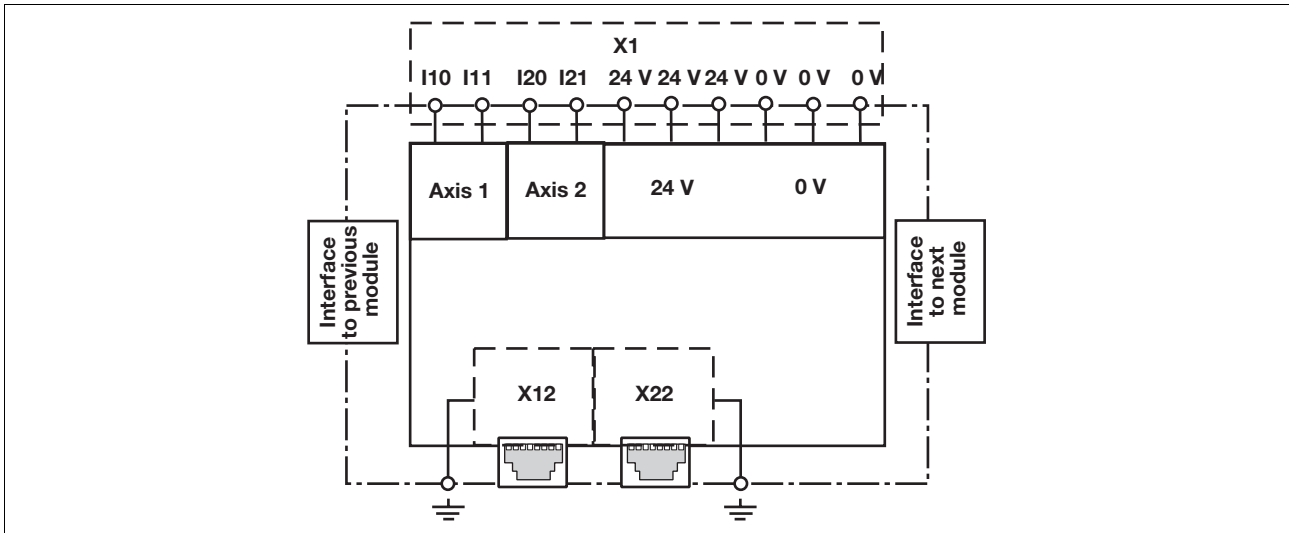 X1
I10 I11 I20 I21 24 V 24 V 24 V 0 V 0 V 0 V
Axis 1 Axis 2 24 V 0 V
Interface
to previous
module
Interface
to next
module
X12 X22